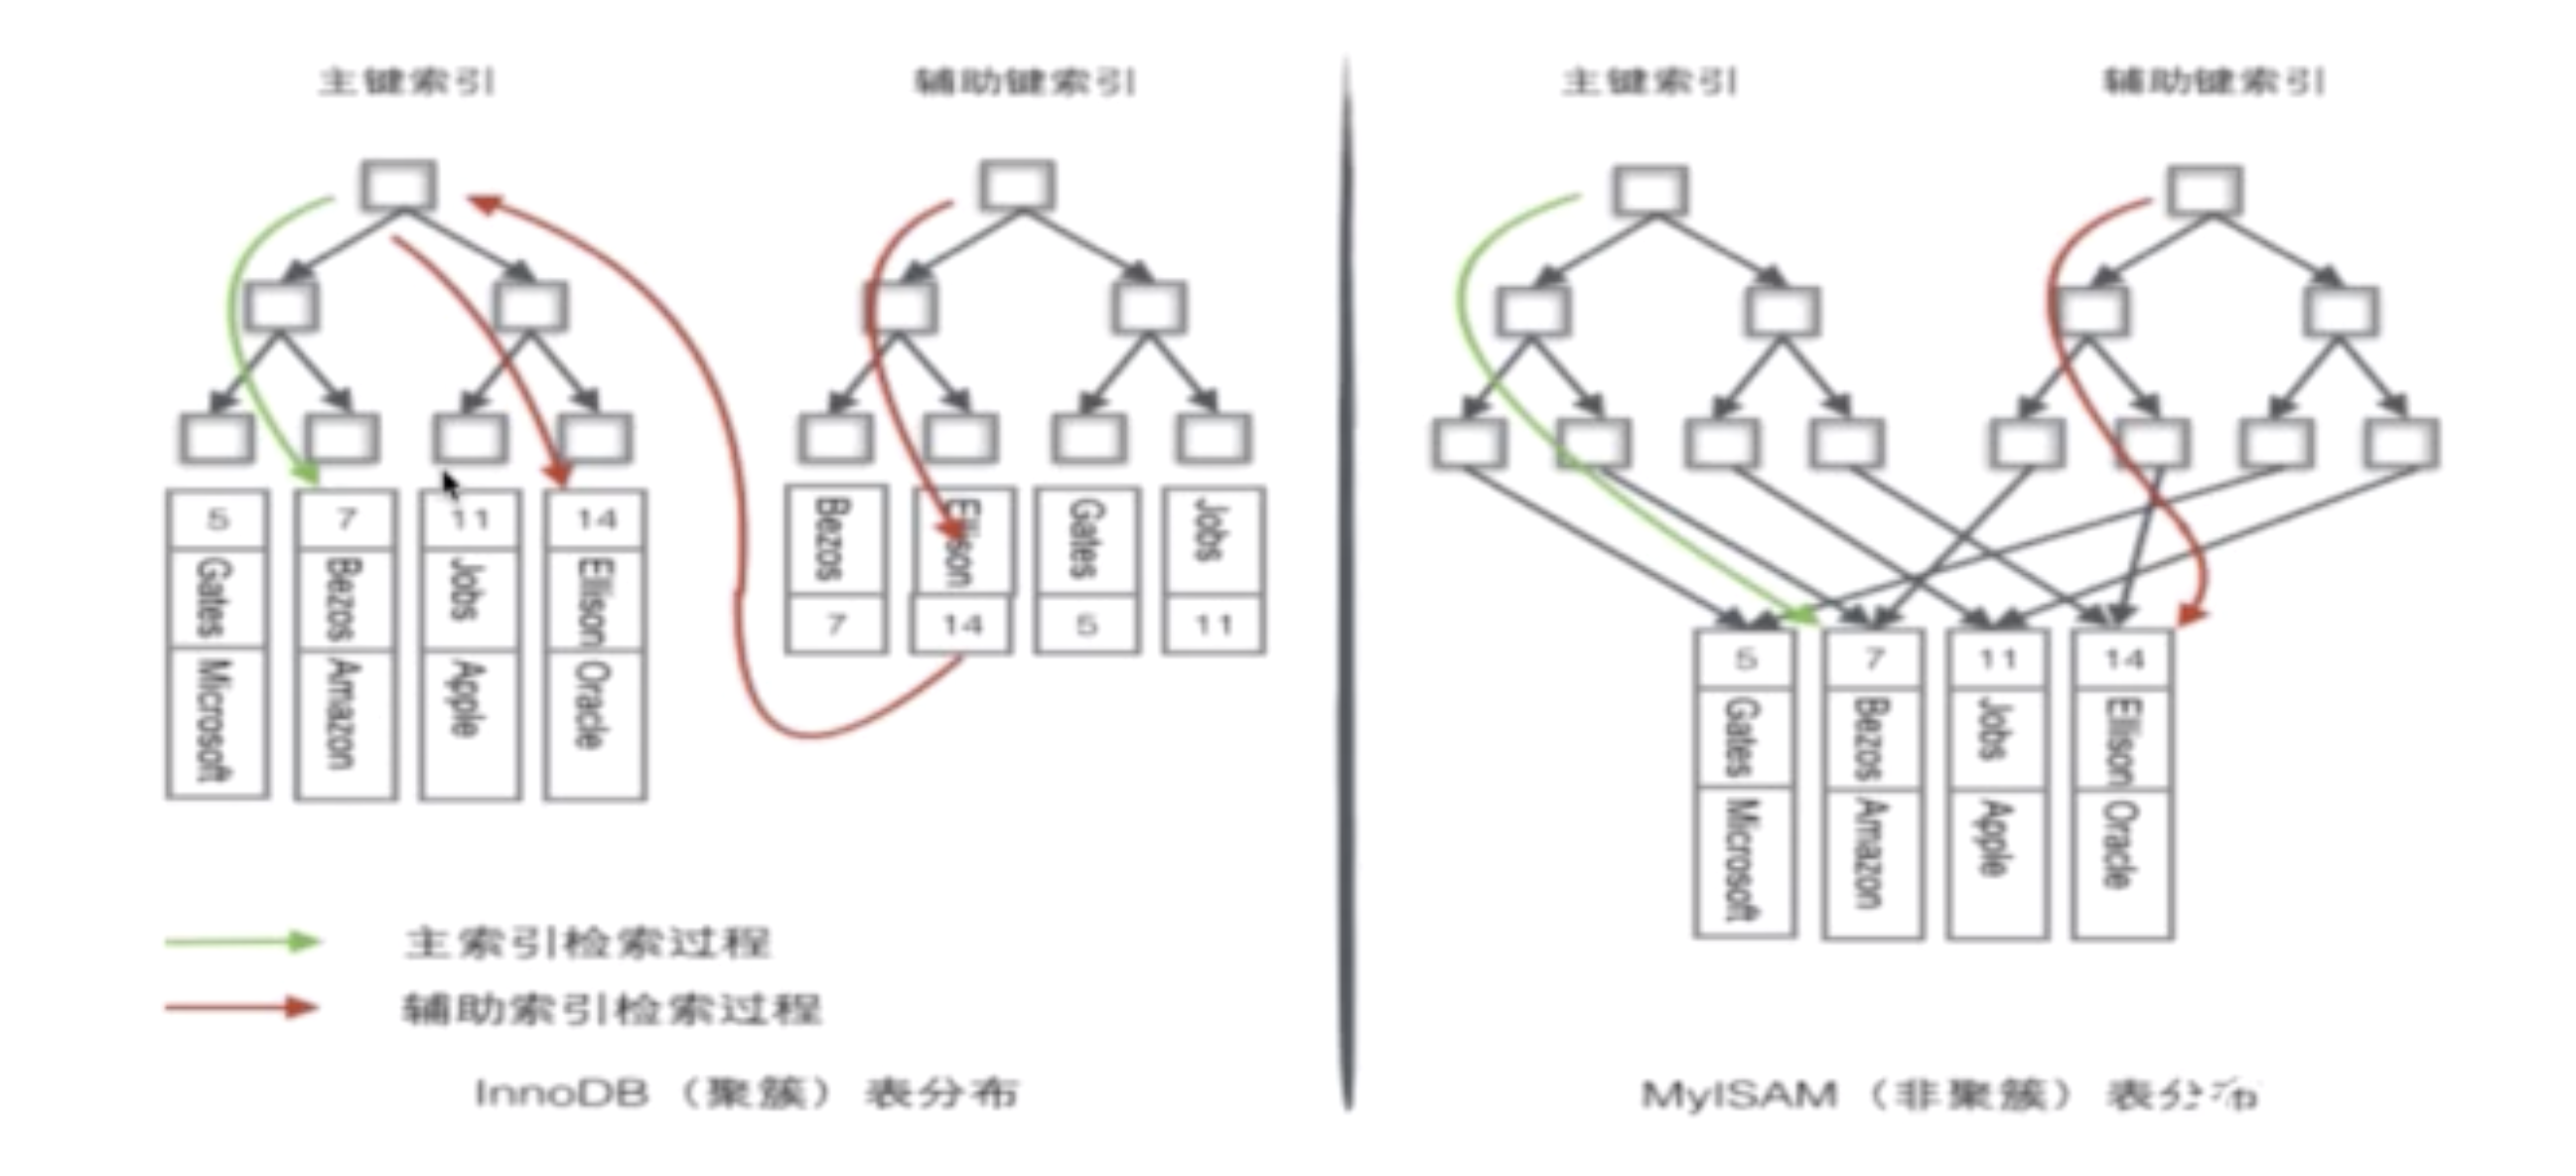 主键索引
辅助键索引
5
7
11
14
Gates
Bezos
Jobs
Ellison
Microsoft
Amazon
Apple
Oracle
Bezos
Ellison
Gates
Jobs
7
14
5
11
主索引检索过程
辅助索引检索过程
InnoDB（聚簇）表分布
主键索引
辅助键索引
5
7
11
14
Gates
Bezos
Jobs
Ellison
Microsoft
Amazon
Apple
Oracle
MyISAM（非聚簇）表分布